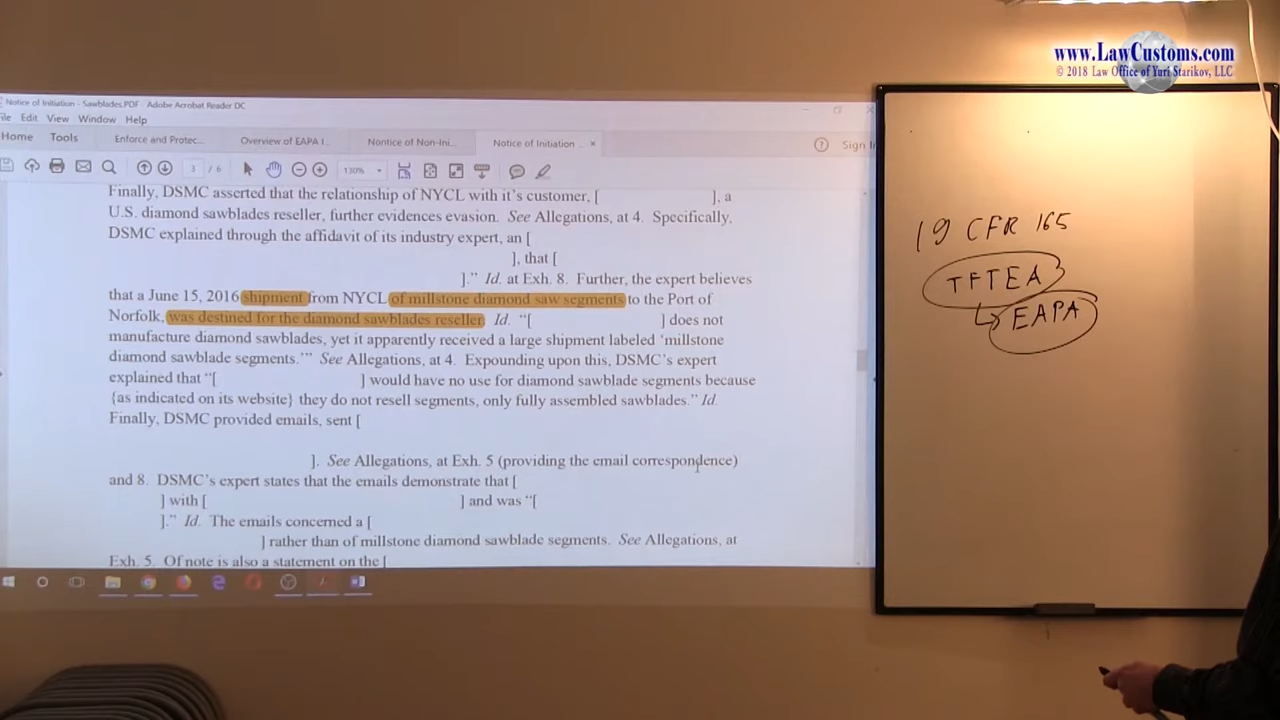 www.LawCustoms.com
© 2018 Law Office of Yuri Starikov, LLC
Notice of Initiation - Sawblades.PDF - Adobe Acrobat Reader DC
File Edit View Window Help
Home Tools Enforce and Protec... Overview of EAPA I... Nontice of Non-Ini... Notice of Initiation ... × Sign In
3 / 6 130%
Finally, DSMC asserted that the relationship of NYCL with it's customer, [ ], a
U.S. diamond sawblades reseller, further evidences evasion. See Allegations, at 4. Specifically,
DSMC explained through the affidavit of its industry expert, an [
], that [
]." Id. at Exh. 8. Further, the expert believes
that a June 15, 2016 shipment from NYCL of millstone diamond saw segments to the Port of
Norfolk, was destined for the diamond sawblades reseller. Id. "[ ] does not
manufacture diamond sawblades, yet it apparently received a large shipment labeled 'millstone
diamond sawblade segments.'" See Allegations, at 4. Expounding upon this, DSMC's expert
explained that "[ ] would have no use for diamond sawblade segments because
{as indicated on its website} they do not resell segments, only fully assembled sawblades." Id.
Finally, DSMC provided emails, sent [
]. See Allegations, at Exh. 5 (providing the email correspondence)
and 8. DSMC's expert states that the emails demonstrate that [
] with [ ] and was "[
]." Id. The emails concerned a [
] rather than of millstone diamond sawblade segments. See Allegations, at
Exh. 5. Of note is also a statement on the [
19 CFR 165
TFTEA
EAPA